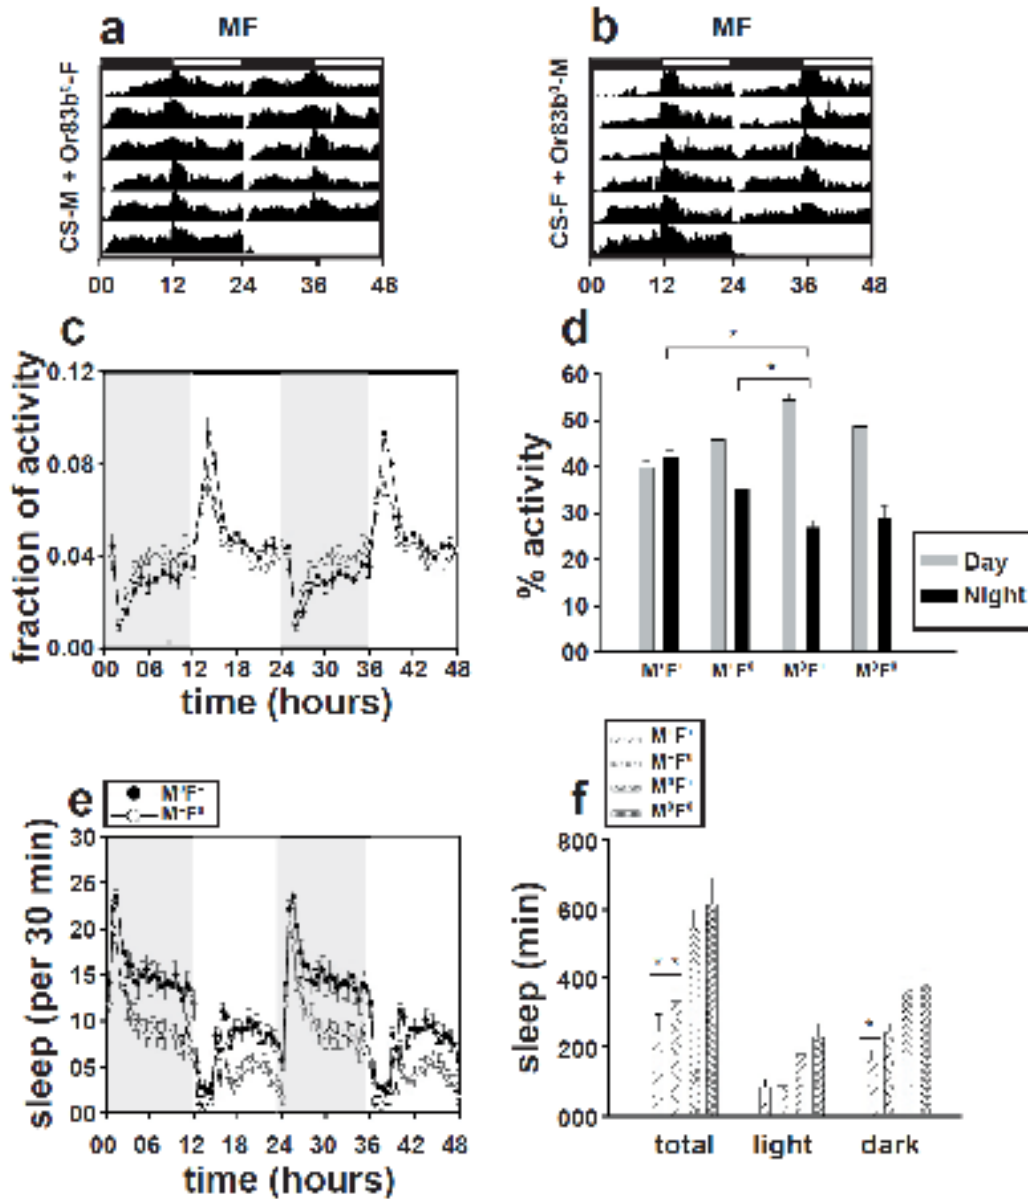 a
MF
CS-M + Or83b²-F
00 12 24 36 48
b
MF
CS-F + Or83b²-M
00 12 24 36 48
c
fraction of activity
0.12
0.08
0.04
0.00
00 06 12 18 24 30 36 42 48
time (hours)
d
% activity
60
50
40
30
20
10
00
Day
Night
e
sleep (per 30 min)
30
25
20
15
10
05
00
00 06 12 18 24 30 36 42 48
time (hours)
f
sleep (min)
800
600
400
200
000
total light dark